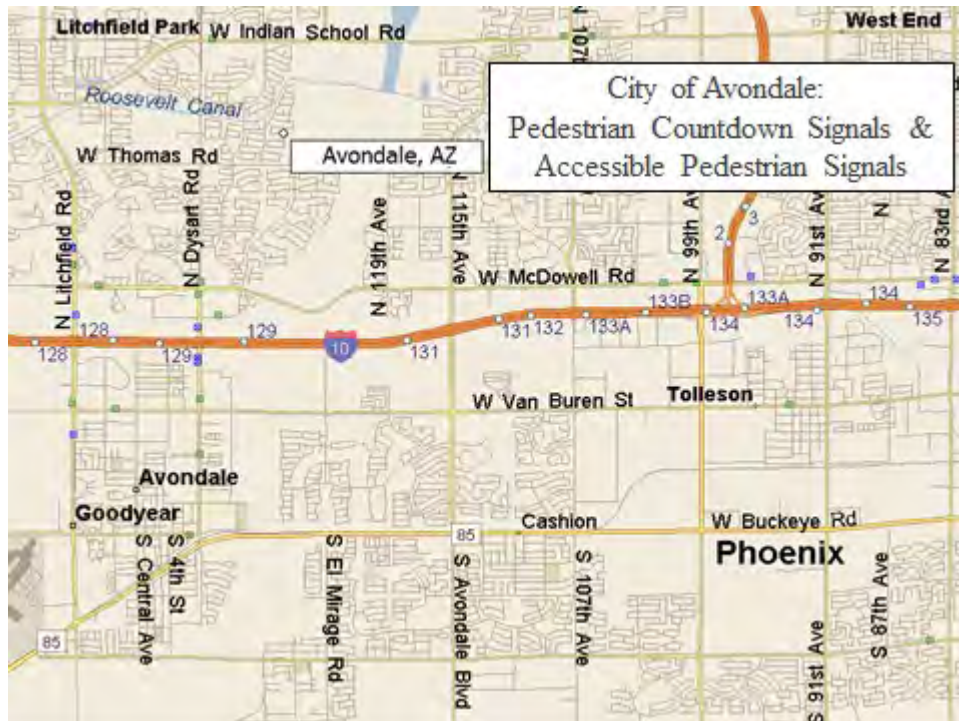 Litchfield Park
W Indian School Rd
N 107th
West End
Roosevelt Canal
City of Avondale:
Pedestrian Countdown Signals &
Accessible Pedestrian Signals
W Thomas Rd
Avondale, AZ
N Litchfield Rd
N Dysart Rd
N 119th Ave
N 115th Ave
N 99th Av
N 91st Av
N
N 83rd A
3
2
W McDowell Rd
133B
133A
134
128
129
131
132
133A
134
134
135
128
129
10
131
W Van Buren St
Tolleson
Avondale
Goodyear
85
Cashion
W Buckeye Rd
Phoenix
S Central Ave
S 4th St
S El Mirage Rd
S Avondale Blvd
S 107th Ave
S 91st Ave
S 87th Ave
85